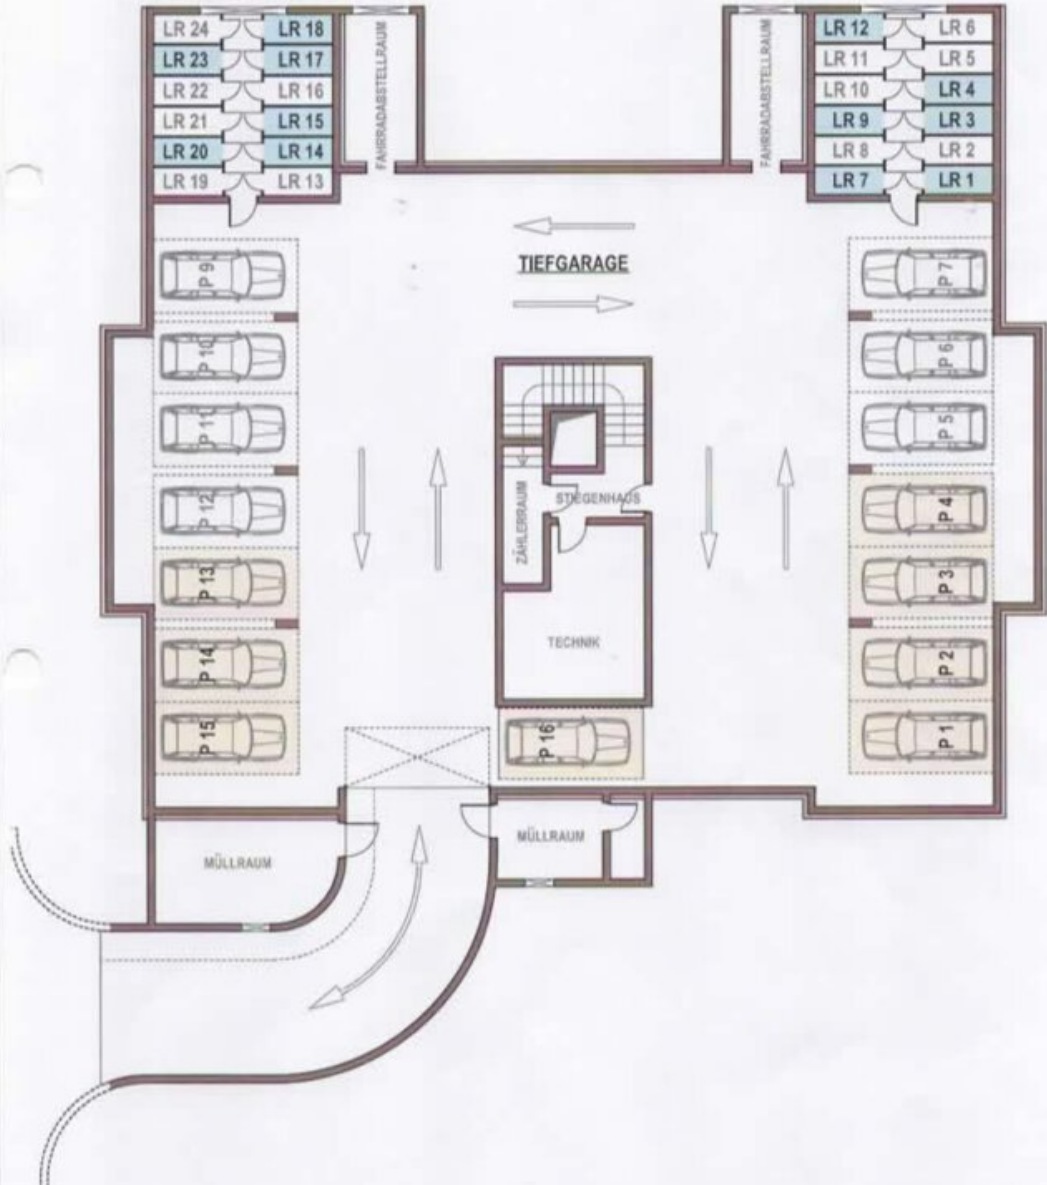 LR 24 LR 18 LR 12 LR 6
LR 23 LR 17 LR 11 LR 5
LR 22 LR 16 LR 10 LR 4
LR 21 LR 15 LR 9 LR 3
LR 20 LR 14 LR 8 LR 2
LR 19 LR 13 LR 7 LR 1
FAHRRADABSTELLRAUM
FAHRRADABSTELLRAUM
TIEFGARAGE
P 9
P 7
P 10
P 6
P 11
P 5
P 12
P 4
P 13
P 3
P 14
P 2
P 15
P 16
P 1
STIEGENHAUS
ZÄHLERRAUM
TECHNIK
MÜLLRAUM
MÜLLRAUM